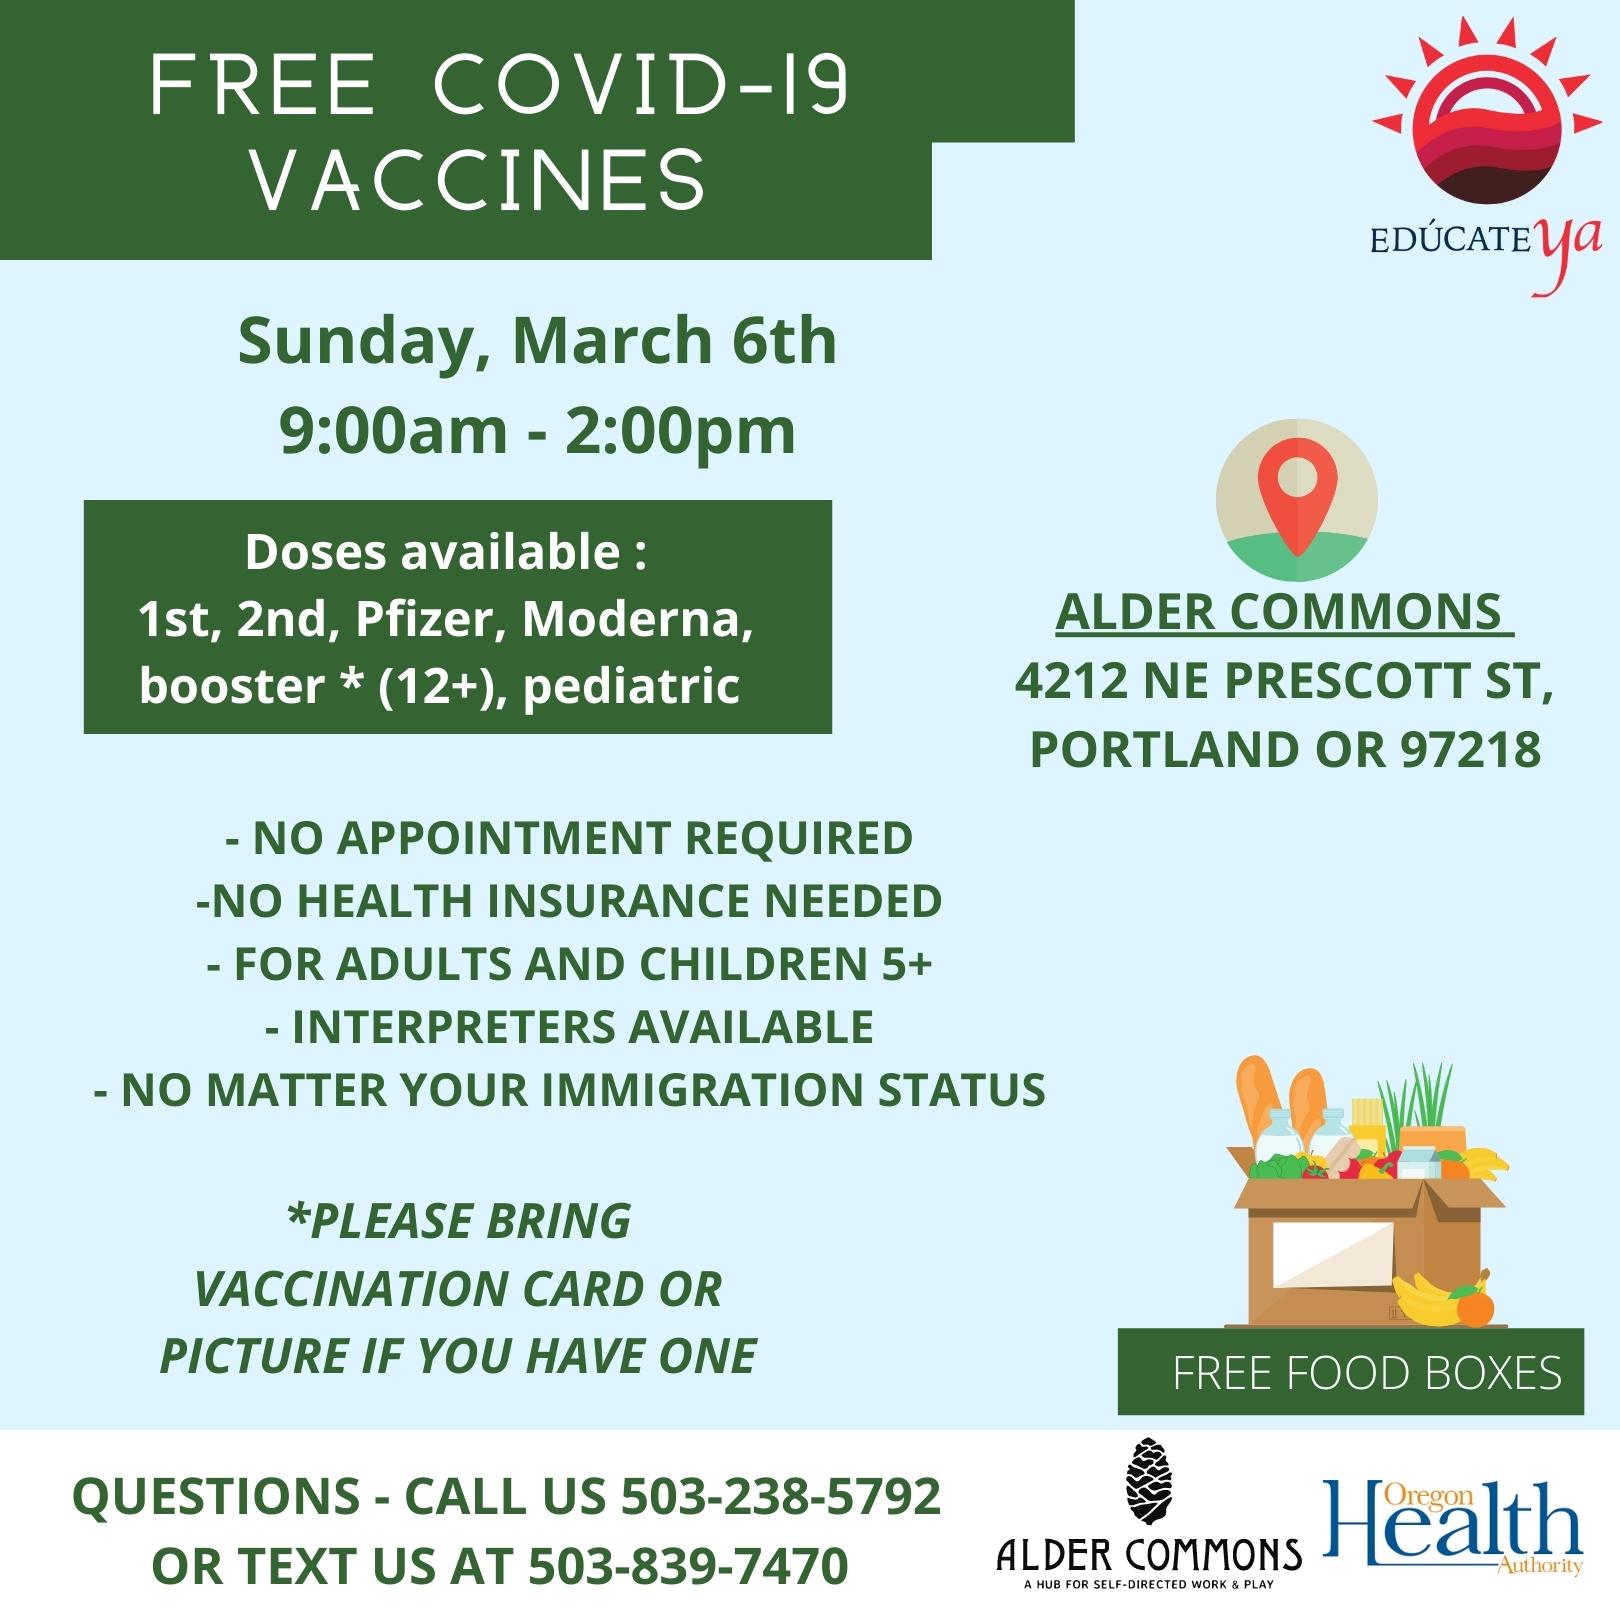 FREE COVID-19
VACCINES
EDÚCATE ya
Sunday, March 6th
9:00am - 2:00pm
Doses available :
1st, 2nd, Pfizer, Moderna,
booster * (12+), pediatric
ALDER COMMONS
4212 NE PRESCOTT ST,
PORTLAND OR 97218
- NO APPOINTMENT REQUIRED
-NO HEALTH INSURANCE NEEDED
- FOR ADULTS AND CHILDREN 5+
- INTERPRETERS AVAILABLE
- NO MATTER YOUR IMMIGRATION STATUS
*PLEASE BRING
VACCINATION CARD OR
PICTURE IF YOU HAVE ONE
FREE FOOD BOXES
QUESTIONS - CALL US 503-238-5792
OR TEXT US AT 503-839-7470
ALDER COMMONS
A HUB FOR SELF-DIRECTED WORK & PLAY
Oregon
Health
Authority